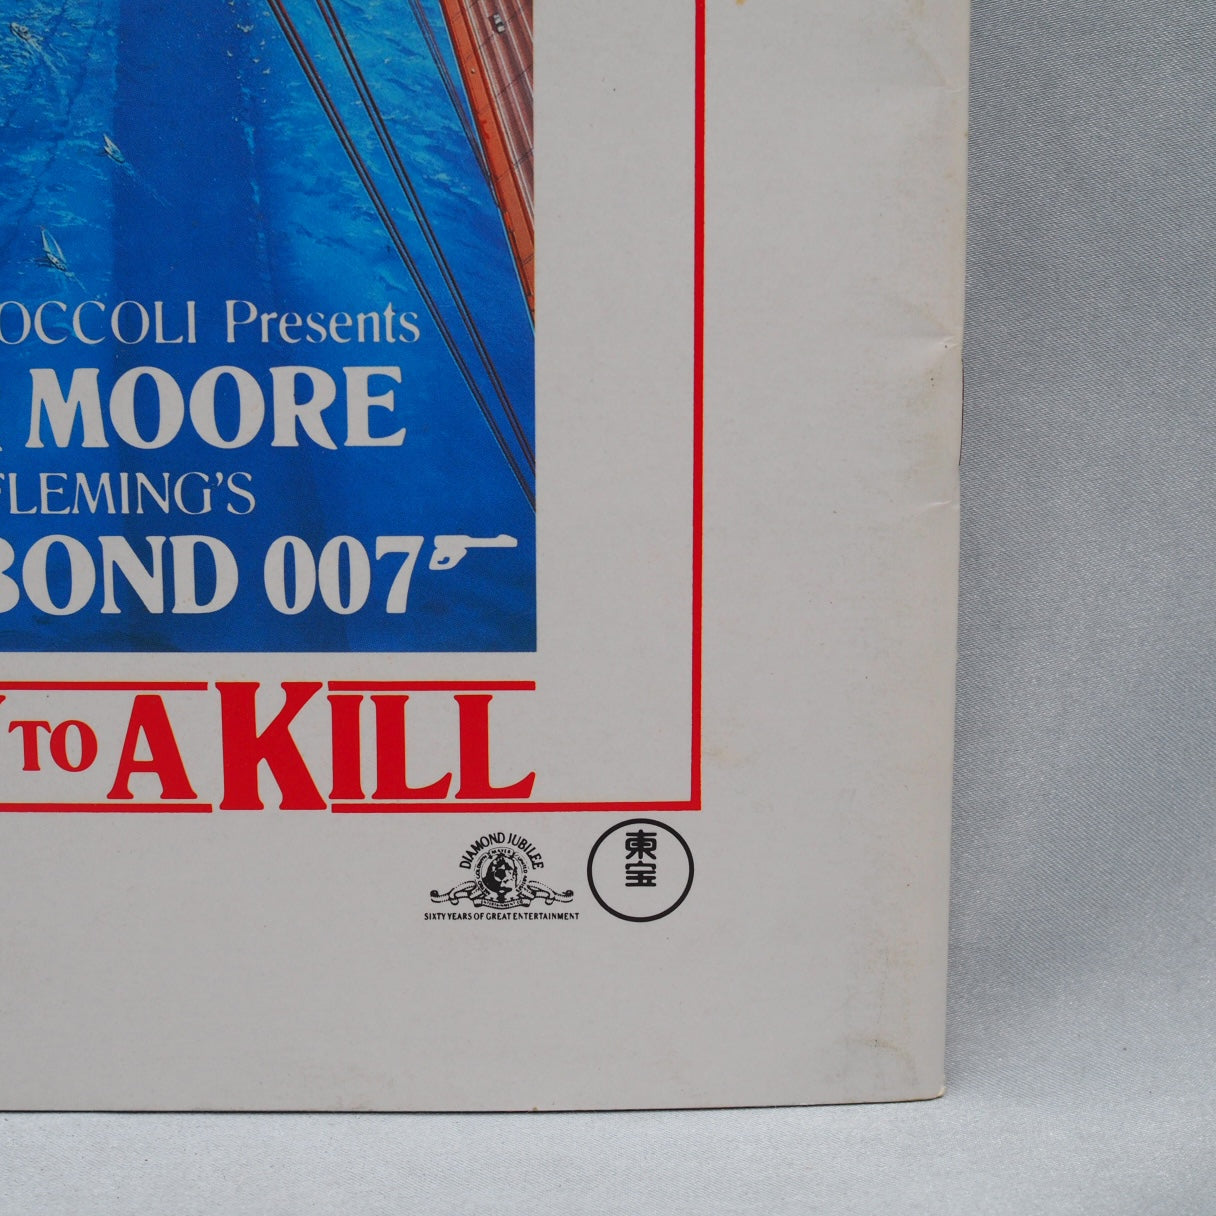 OCCOLI Presents
MOORE
FLEMING'S
BOND 007
TO A KILL
DIAMOND JUBILEE
SIXTY YEARS OF GREAT ENTERTAINMENT
東宝